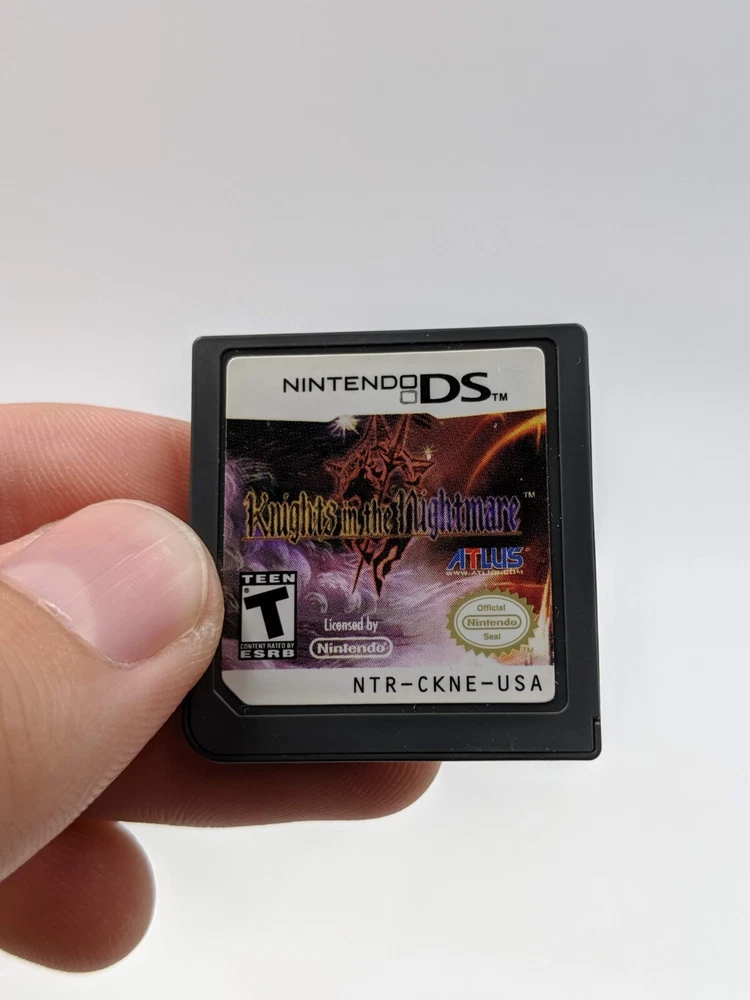 NINTENDO DS™
Knights in the Nightmare™
ATLUS®
WWW.ATLUS.COM
TEEN
T
CONTENT RATED BY
ESRB
Licensed by
Nintendo®
Official
Nintendo
Seal
TM
NTR-CKNE-USA